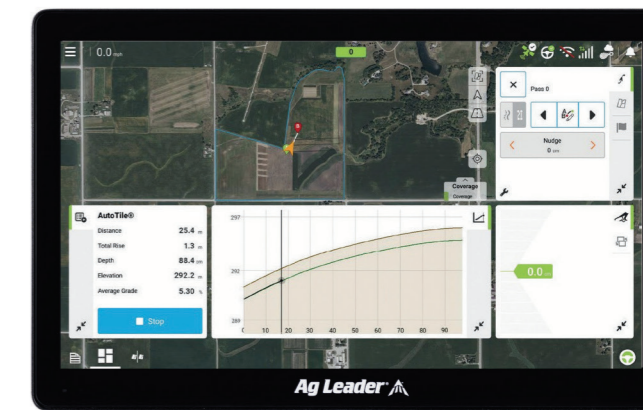 0.0 mph
0
Pass 0
Nudge
0 cm
Coverage
Coverage
AutoTile®
Distance 25.4 m
Total Rise 1.3 m
Depth 88.4 cm
Elevation 292.2 m
Average Grade 5.30 %
Stop
297
292
289
0 10 20 30 40 50 60 70 80 90
0.0
Ag Leader